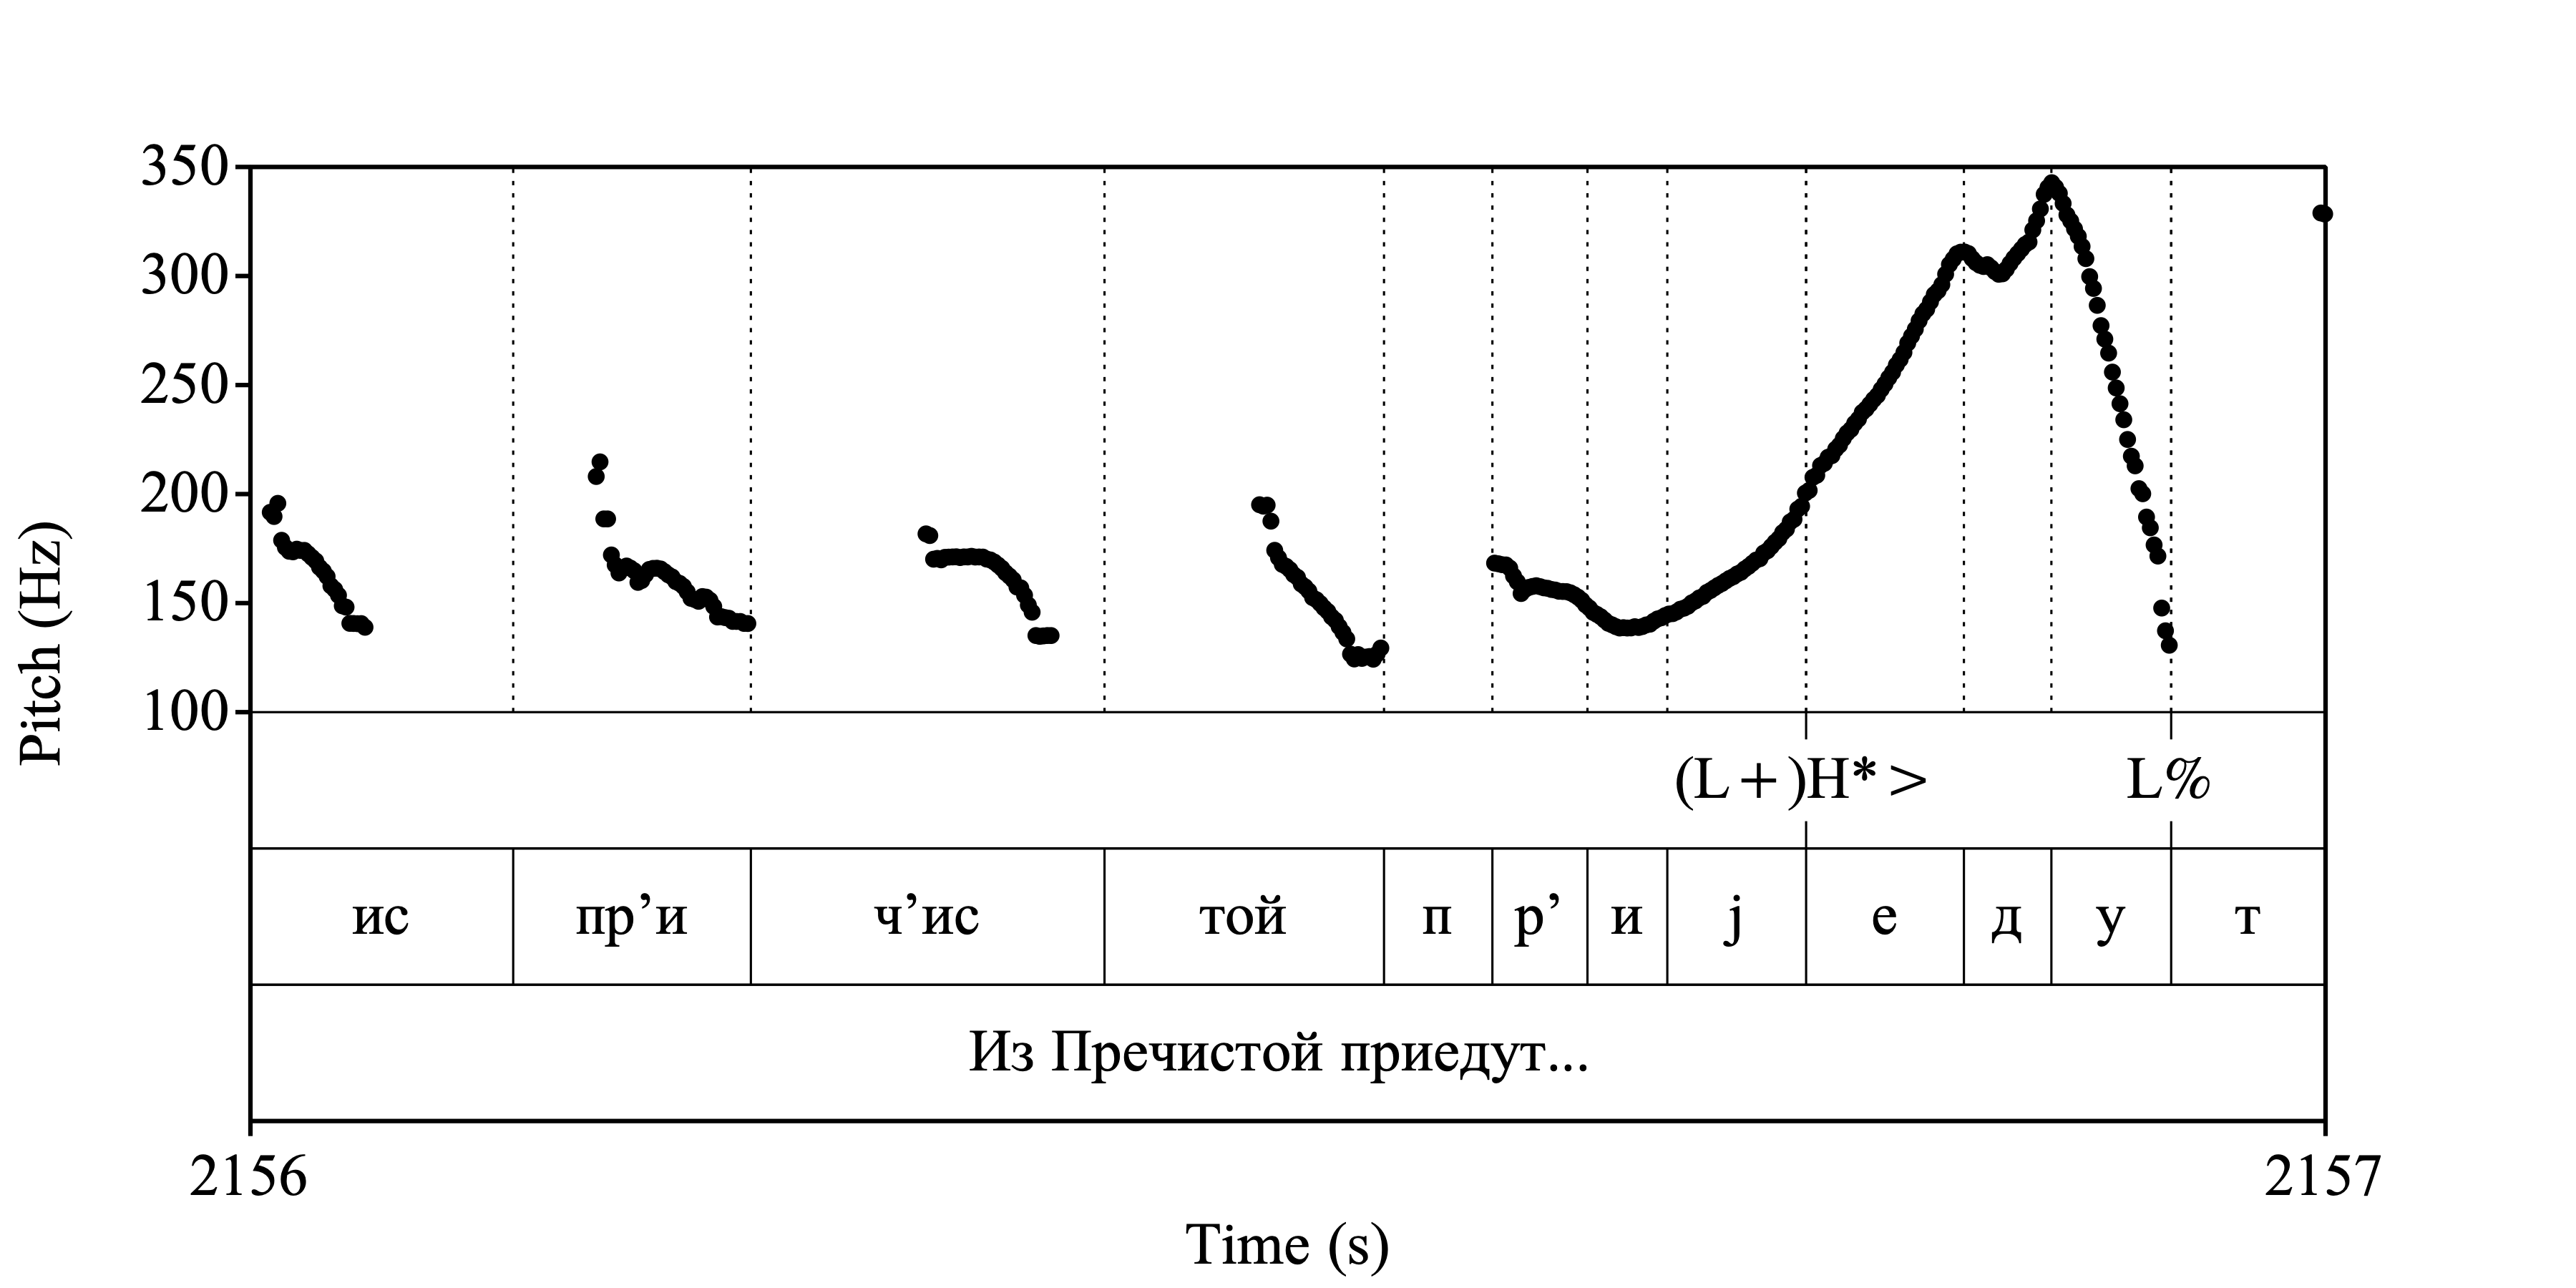 350
300
250
200
150
100
Pitch (Hz)
(L+)H*> L%
ис пр’и ч’ис той п р’ и j е д у т
Из Пречистой приедут...
2156 2157
Time (s)